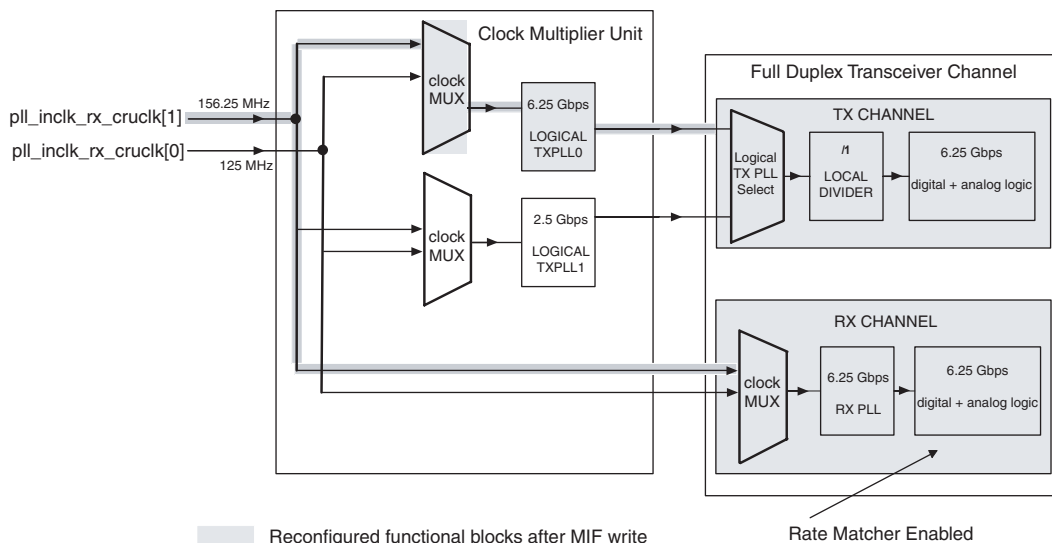 Clock Multiplier Unit
pll_inclk_rx_cruclk[1]
156.25 MHz
pll_inclk_rx_cruclk[0]
125 MHz
clock
MUX
6.25 Gbps
LOGICAL
TXPLL0
clock
MUX
2.5 Gbps
LOGICAL
TXPLL1
Full Duplex Transceiver Channel
TX CHANNEL
Logical
TX PLL
Select
/1
LOCAL
DIVIDER
6.25 Gbps
digital + analog logic
RX CHANNEL
clock
MUX
6.25 Gbps
RX PLL
6.25 Gbps
digital + analog logic
Reconfigured functional blocks after MIF write
Rate Matcher Enabled